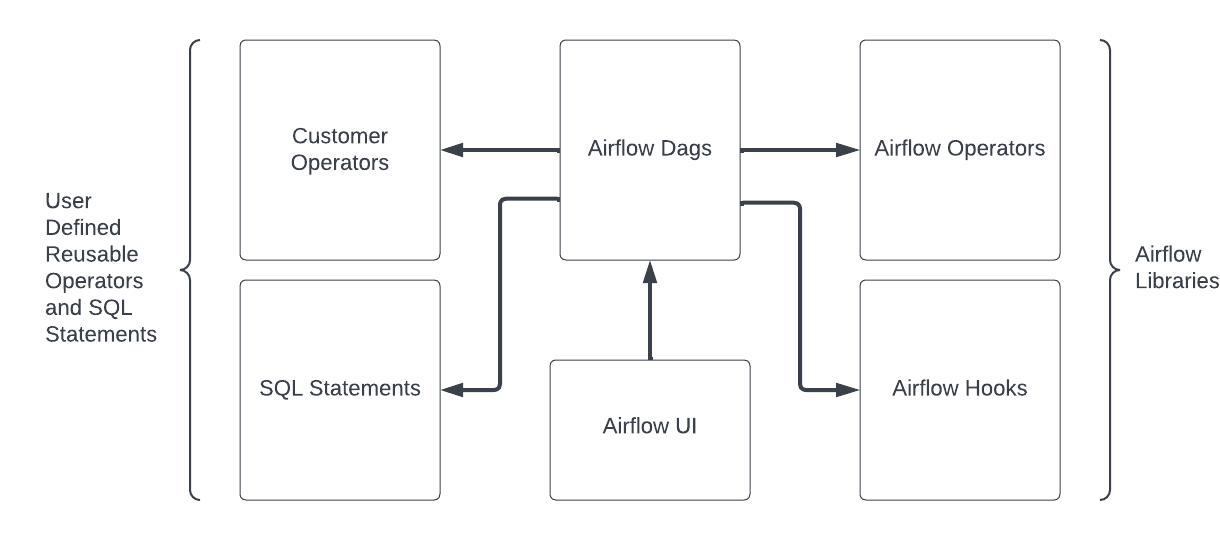 Customer
Operators
Airflow Dags
Airflow Operators
User
Defined
Reusable
Operators
and SQL
Statements
Airflow
Libraries
SQL Statements
Airflow UI
Airflow Hooks